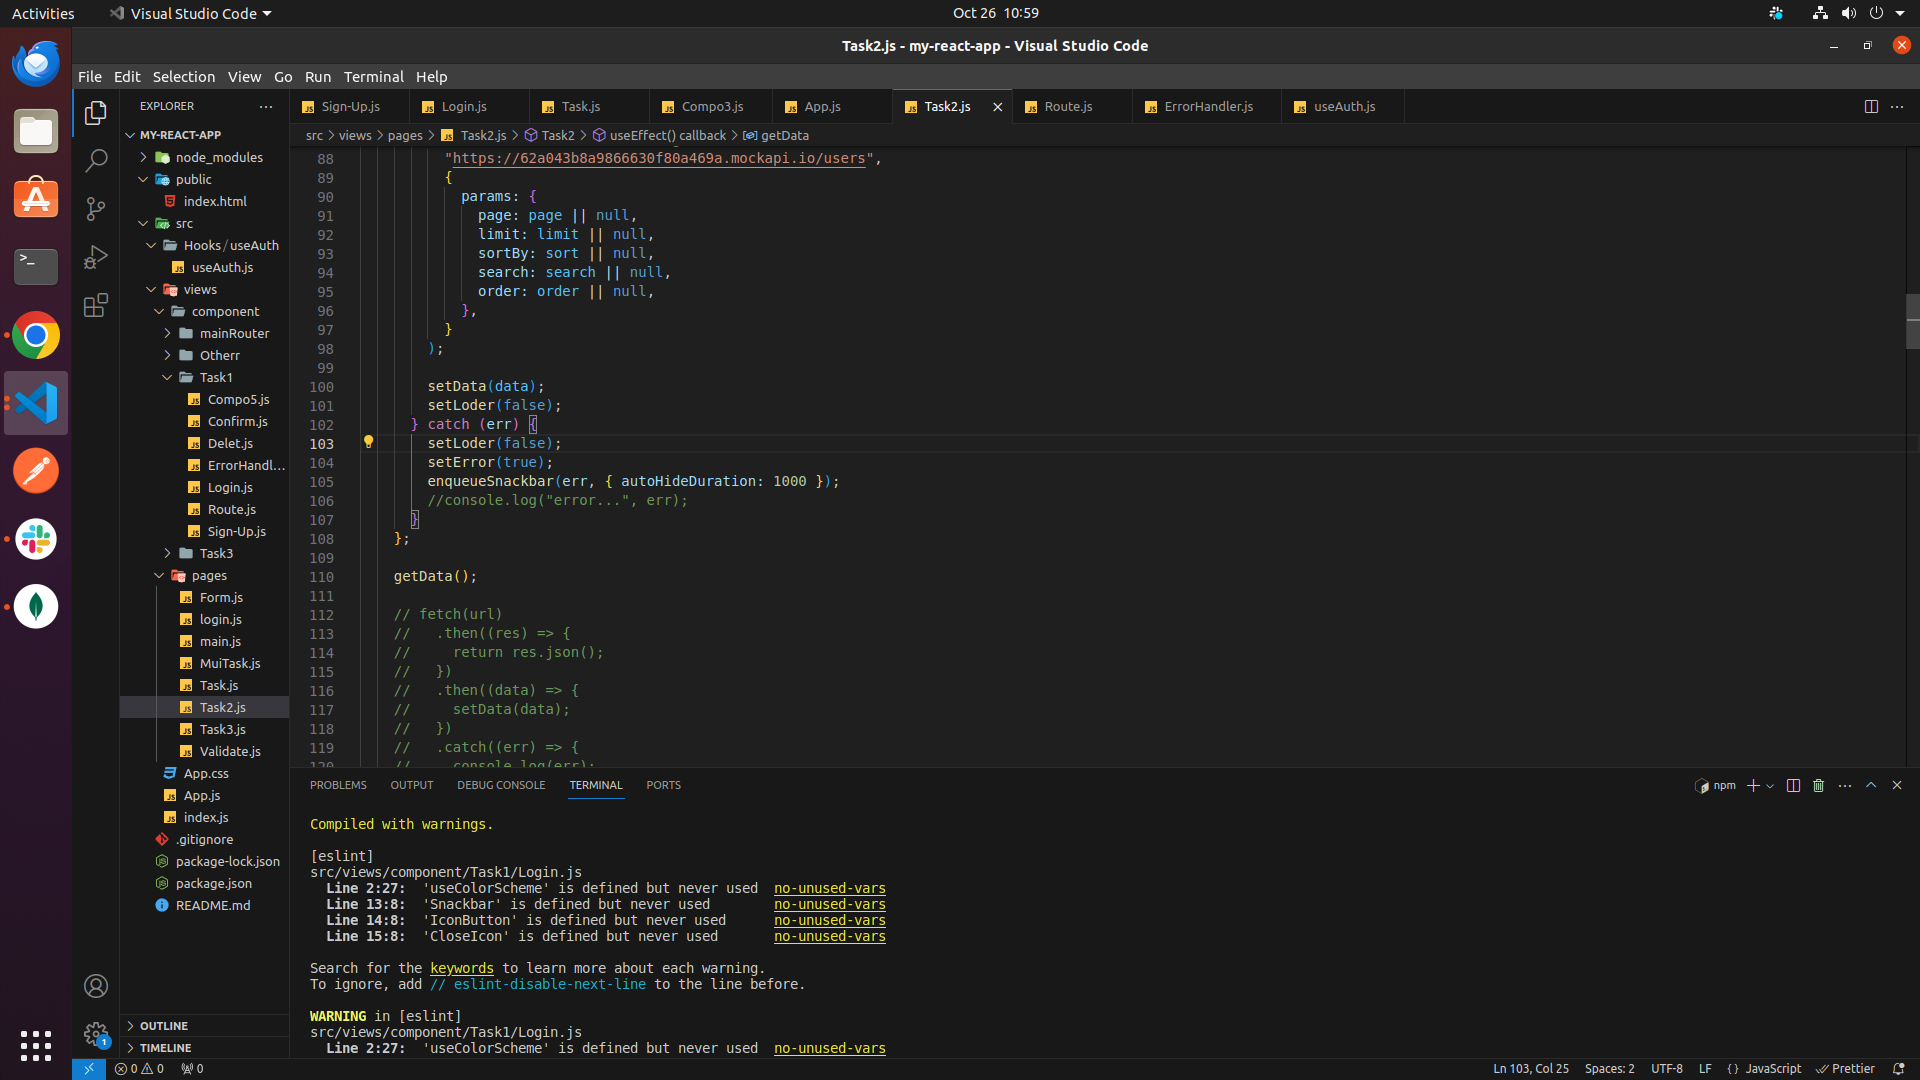 Activities
Visual Studio Code
Oct 26 10:59
Task2.js - my-react-app - Visual Studio Code
File Edit Selection View Go Run Terminal Help
EXPLORER
MY-REACT-APP
node_modules
public
index.html
src
Hooks/useAuth
useAuth.js
views
component
mainRouter
Otherr
Task1
Compo5.js
Confirm.js
Delet.js
ErrorHandl...
Login.js
Route.js
Sign-Up.js
Task3
pages
Form.js
login.js
main.js
MuiTask.js
Task.js
Task2.js
Task3.js
Validate.js
App.css
App.js
index.js
.gitignore
package-lock.json
package.json
README.md
OUTLINE
TIMELINE
Sign-Up.js Login.js Task.js Compo3.js App.js Task2.js Route.js ErrorHandler.js useAuth.js
src > views > pages > Task2.js > Task2 > useEffect() callback > getData
88 "https://62a043b8a9866630f80a469a.mockapi.io/users",
89 {
90 params: {
91 page: page || null,
92 limit: limit || null,
93 sortBy: sort || null,
94 search: search || null,
95 order: order || null,
96 },
97 }
98 );
99
100 setData(data);
101 setLoder(false);
102 } catch (err) {
103 setLoder(false);
104 setError(true);
105 enqueueSnackbar(err, { autoHideDuration: 1000 });
106 //console.log("error...", err);
107 }
108 };
109
110 getData();
111
112 // fetch(url)
113 // .then((res) => {
114 // return res.json();
115 // })
116 // .then((data) => {
117 // setData(data);
118 // })
119 // .catch((err) => {
120 // console.log(err);
PROBLEMS OUTPUT DEBUG CONSOLE TERMINAL PORTS
npm
Compiled with warnings.
[eslint]
src/views/component/Task1/Login.js
Line 2:27: 'useColorScheme' is defined but never used no-unused-vars
Line 13:8: 'Snackbar' is defined but never used no-unused-vars
Line 14:8: 'IconButton' is defined but never used no-unused-vars
Line 15:8: 'CloseIcon' is defined but never used no-unused-vars
Search for the keywords to learn more about each warning.
To ignore, add // eslint-disable-next-line to the line before.
WARNING in [eslint]
src/views/component/Task1/Login.js
Line 2:27: 'useColorScheme' is defined but never used no-unused-vars
1
0 0 0
Ln 103, Col 25 Spaces: 2 UTF-8 LF {} JavaScript Prettier